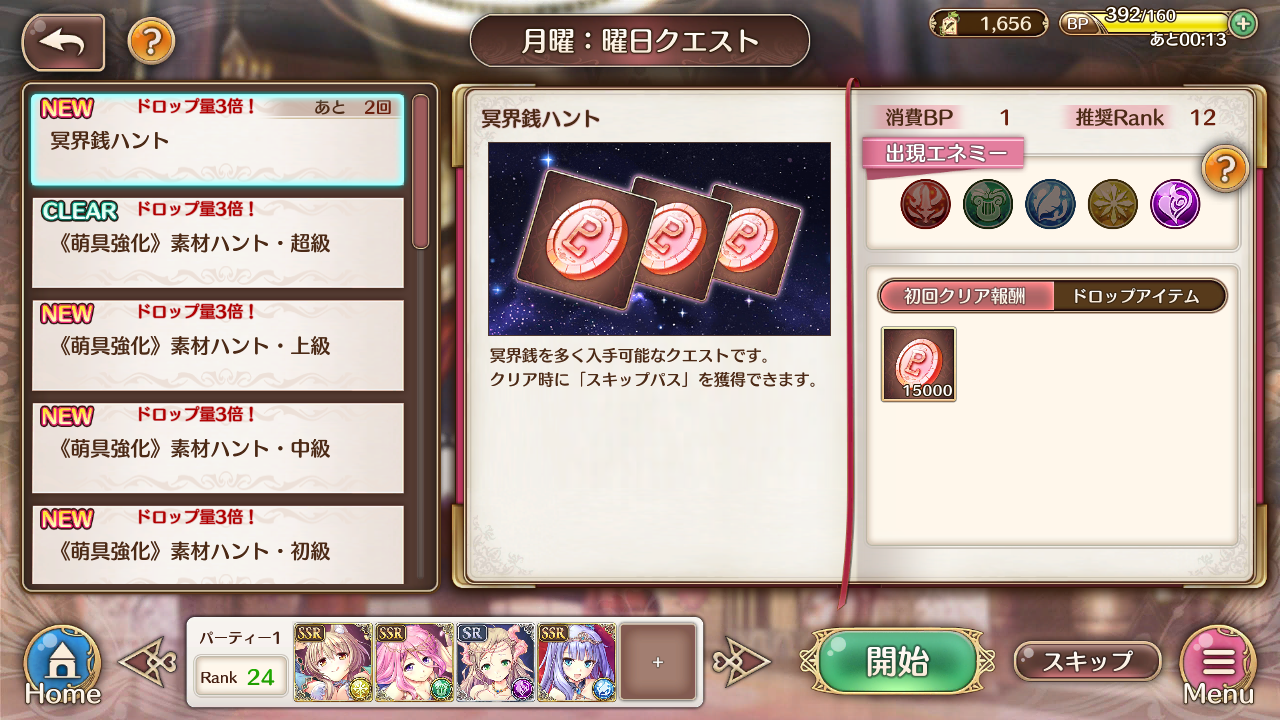 月曜：曜日クエスト
1,656
BP
392/160
あと00:13
NEW
ドロップ量3倍！
あと 2回
冥界銭ハント
CLEAR
ドロップ量3倍！
《萌具強化》素材ハント・超級
NEW
ドロップ量3倍！
《萌具強化》素材ハント・上級
NEW
ドロップ量3倍！
《萌具強化》素材ハント・中級
NEW
ドロップ量3倍！
《萌具強化》素材ハント・初級
冥界銭ハント
冥界銭を多く入手可能なクエストです。
クリア時に「スキップパス」を獲得できます。
消費BP 1 推奨Rank 12
出現エネミー
初回クリア報酬
ドロップアイテム
15000
Home
パーティー1
Rank 24
SSR
SSR
SR
SSR
開始
スキップ
Menu